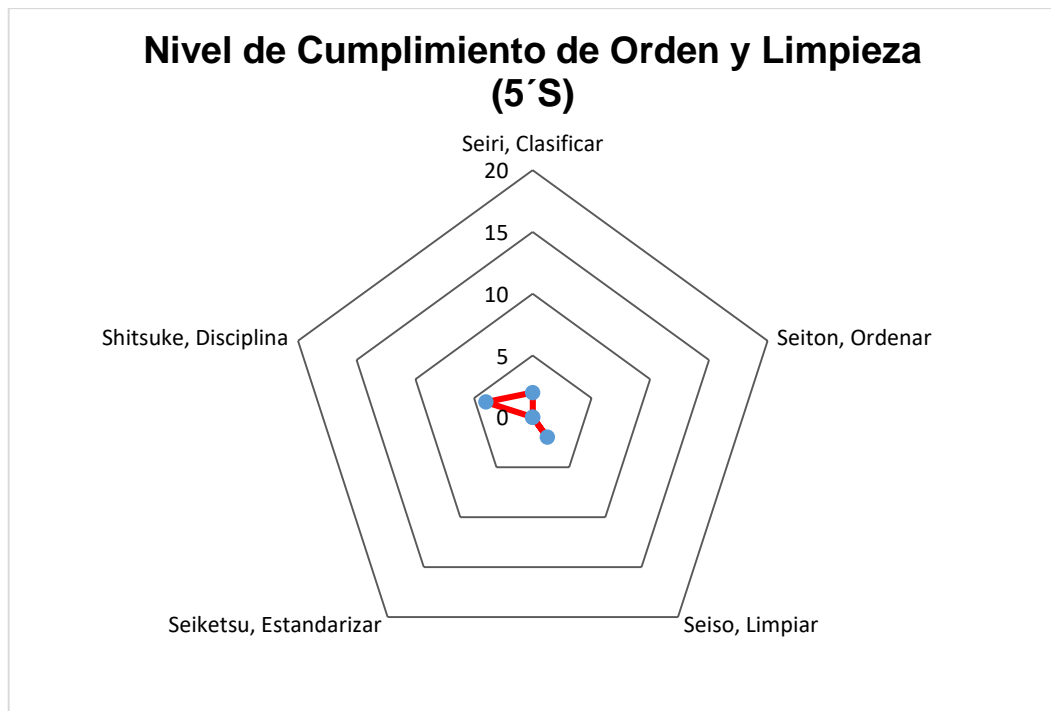 Nivel de Cumplimiento de Orden y Limpieza
(5´S)
Seiri, Clasificar
20
15
10
5
0
Shitsuke, Disciplina
Seiton, Ordenar
Seiketsu, Estandarizar
Seiso, Limpiar